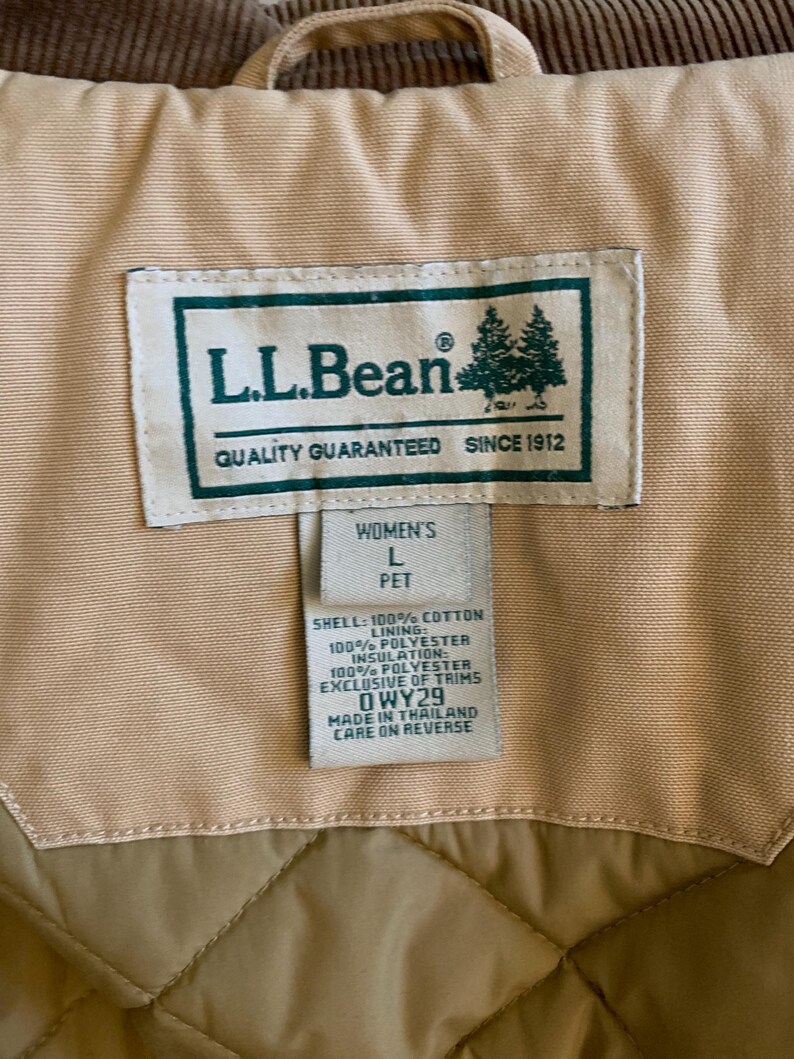 L.L.Bean®
QUALITY GUARANTEED SINCE 1912
WOMEN'S
L
PET
SHELL: 100% COTTON
LINING:
100% POLYESTER
INSULATION:
100% POLYESTER
EXCLUSIVE OF TRIMS
0WY29
MADE IN THAILAND
CARE ON REVERSE